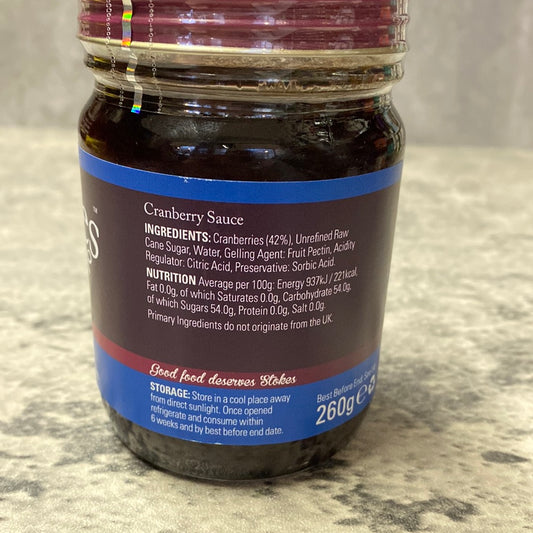 Cranberry Sauce
INGREDIENTS: Cranberries (42%), Unrefined Raw
Cane Sugar, Water, Gelling Agent: Fruit Pectin, Acidity
Regulator: Citric Acid, Preservative: Sorbic Acid.
NUTRITION Average per 100g: Energy 937kJ / 221kcal,
Fat 0.0g, of which Saturates 0.0g, Carbohydrate 54.0g,
of which Sugars 54.0g, Protein 0.0g, Salt 0.0g.
Primary Ingredients do not originate from the UK.
Good food deserves Stokes
STORAGE: Store in a cool place away
from direct sunlight. Once opened
refrigerate and consume within
6 weeks and by best before end date.
Best Before End: See
260g